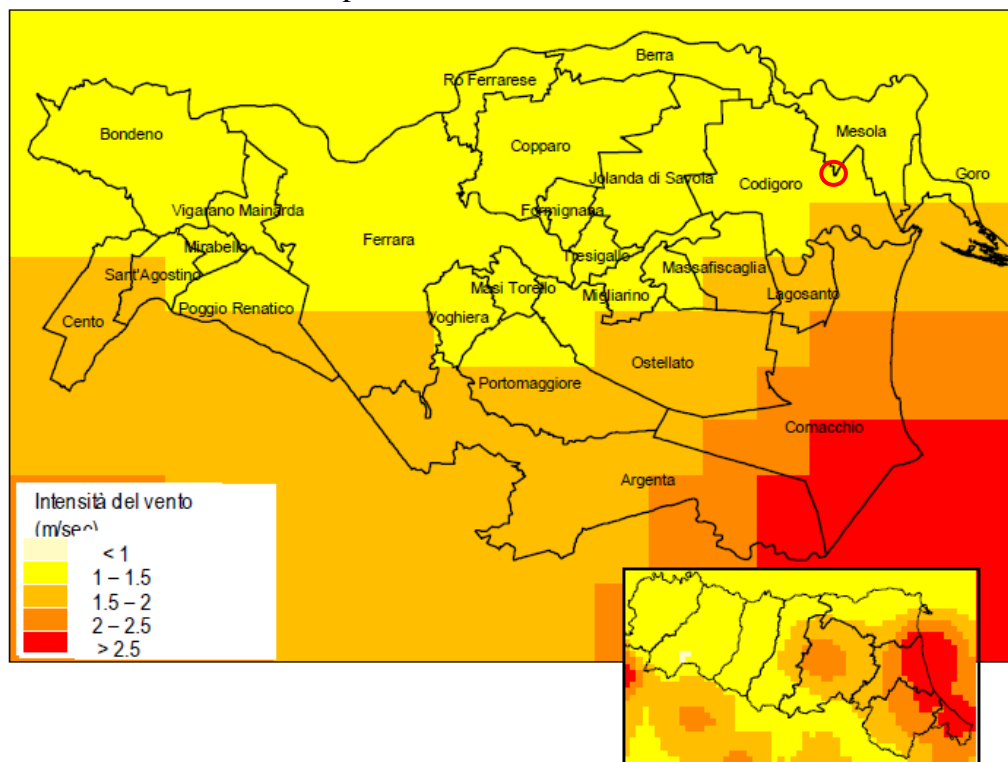 Berra
Ro Ferrarese
Bondeno
Mesola
Copparo
Jolanda di Savoia
Codigoro
Goro
Vigarano Mainarda
Formignana
Ferrara
Mirabello
Tresigallo
Sant'Agostino
Massafiscaglia
Masi Torello
Migliarino
Lagosanto
Poggio Renatico
Cento
Voghiera
Ostellato
Portomaggiore
Comacchio
Argenta
Intensità del vento
(m/sec)
< 1
1 – 1.5
1.5 – 2
2 – 2.5
> 2.5